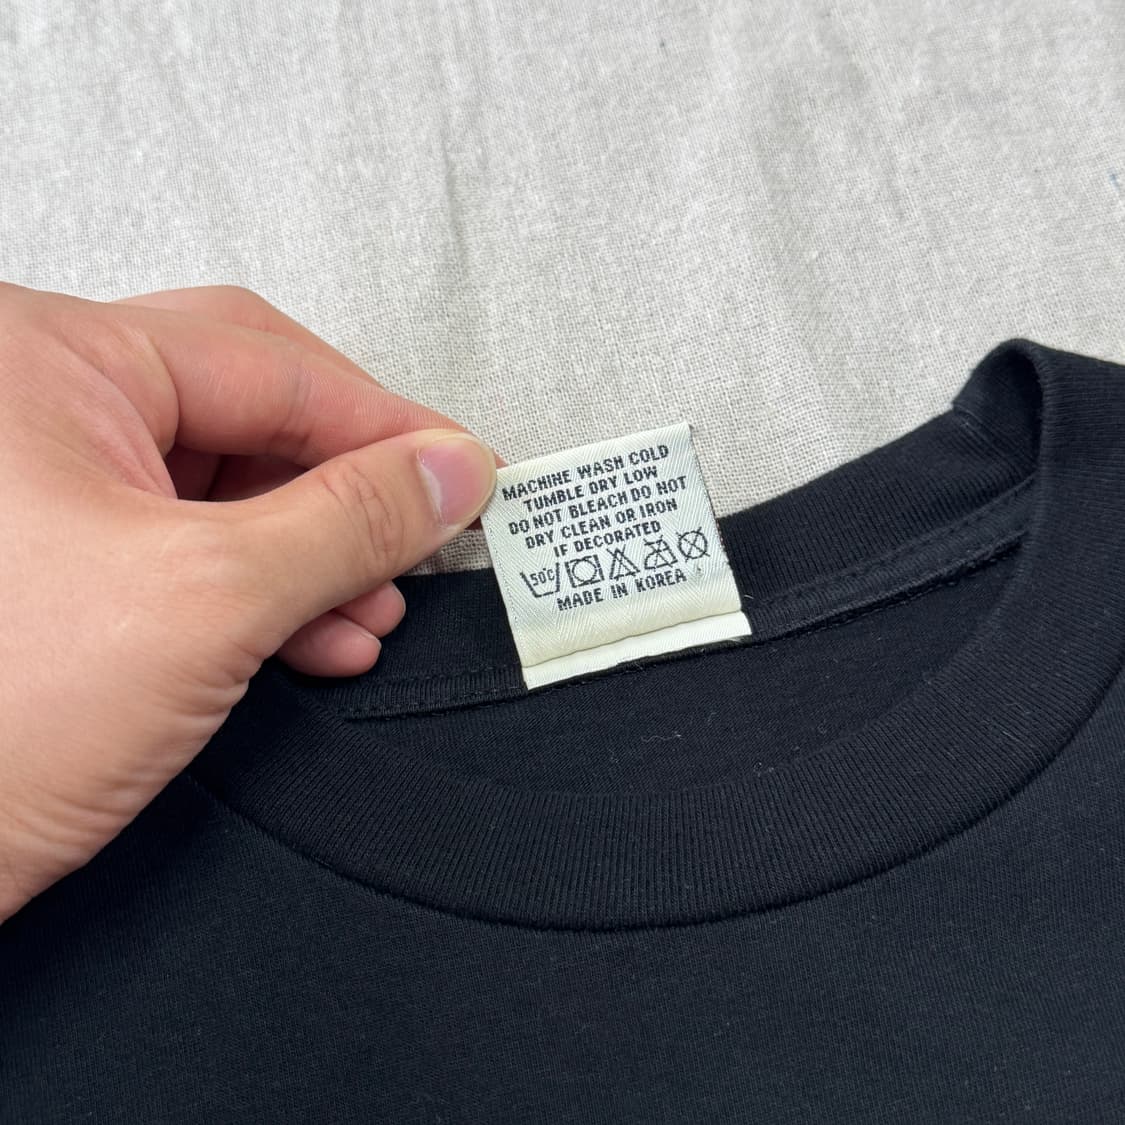 MACHINE WASH COLD
TUMBLE DRY LOW
DO NOT BLEACH DO NOT
DRY CLEAN OR IRON
IF DECORATED
50°C
MADE IN KOREA